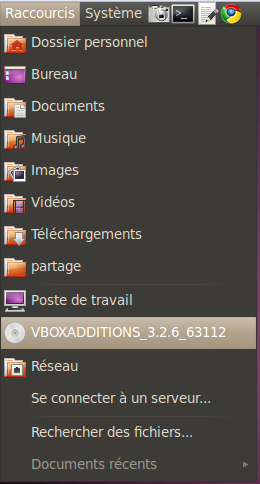 Raccourcis Système
Dossier personnel
Bureau
Documents
Musique
Images
Vidéos
Téléchargements
partage
Poste de travail
VBOXADDITIONS_3.2.6_63112
Réseau
Se connecter à un serveur...
Rechercher des fichiers...
Documents récents